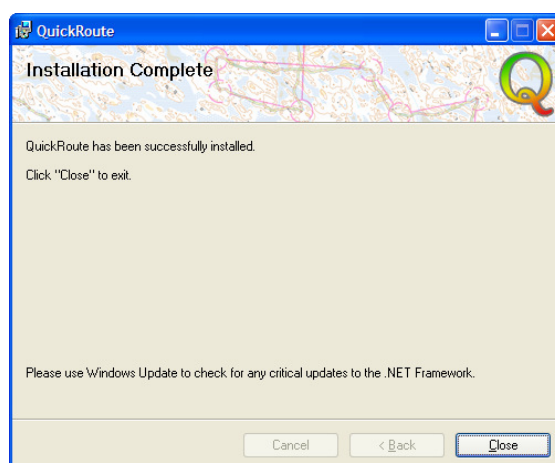 QuickRoute
Installation Complete
Q
QuickRoute has been successfully installed.
Click "Close" to exit.
Please use Windows Update to check for any critical updates to the .NET Framework.
Cancel
< Back
Close